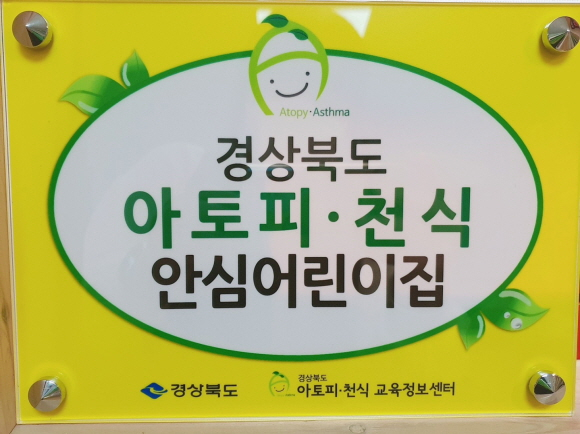 Atopy·Asthma
경상북도
아토피·천식
안심어린이집
경상북도
경상북도
아토피·천식 교육정보센터